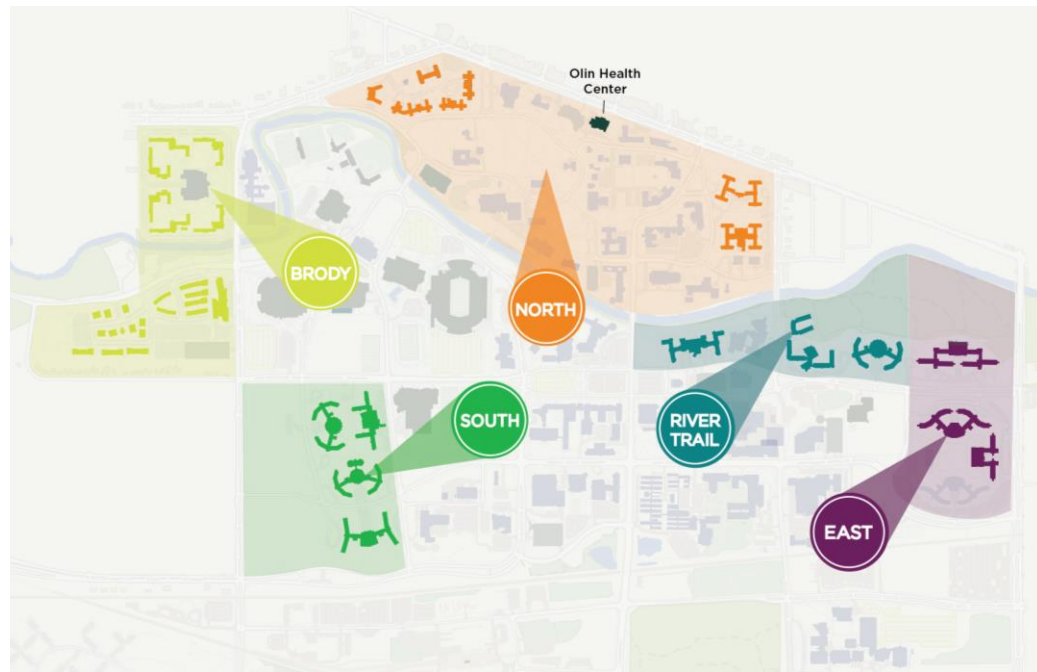 Olin Health
Center
BRODY
NORTH
SOUTH
RIVER
TRAIL
EAST